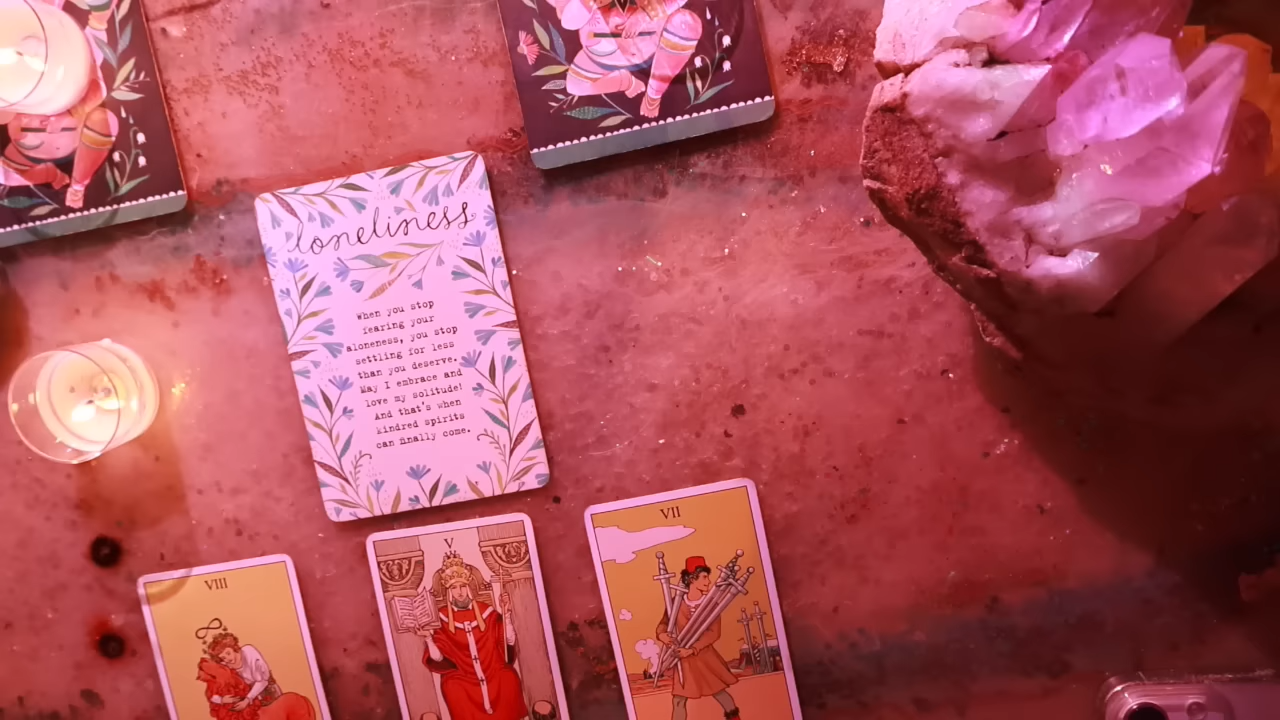 loneliness
When you stop
fearing your
aloneness, you stop
settling for less
than you deserve.
May I embrace and
love my solitude!
And that's when
kindred spirits
can finally come.
VIII
V
VII